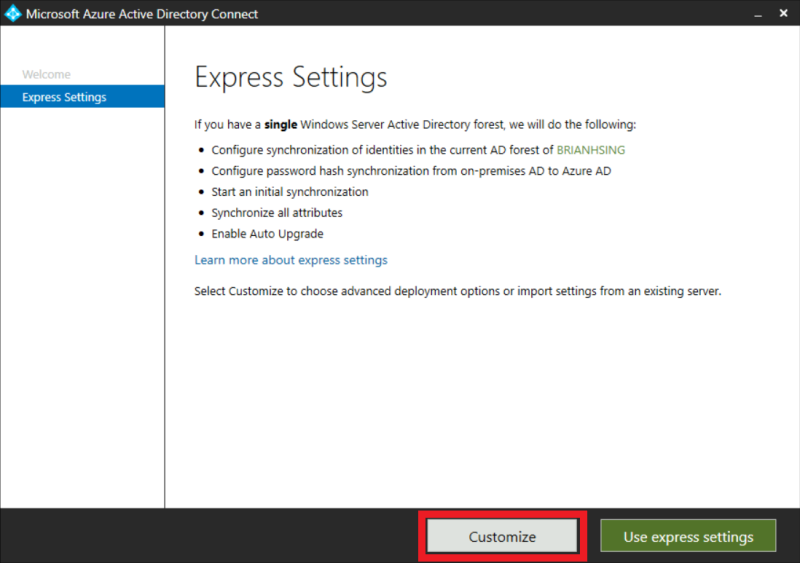 Microsoft Azure Active Directory Connect
Welcome
Express Settings
Express Settings
If you have a single Windows Server Active Directory forest, we will do the following:
• Configure synchronization of identities in the current AD forest of BRIANHSING
• Configure password hash synchronization from on-premises AD to Azure AD
• Start an initial synchronization
• Synchronize all attributes
• Enable Auto Upgrade
Learn more about express settings
Select Customize to choose advanced deployment options or import settings from an existing server.
Customize
Use express settings